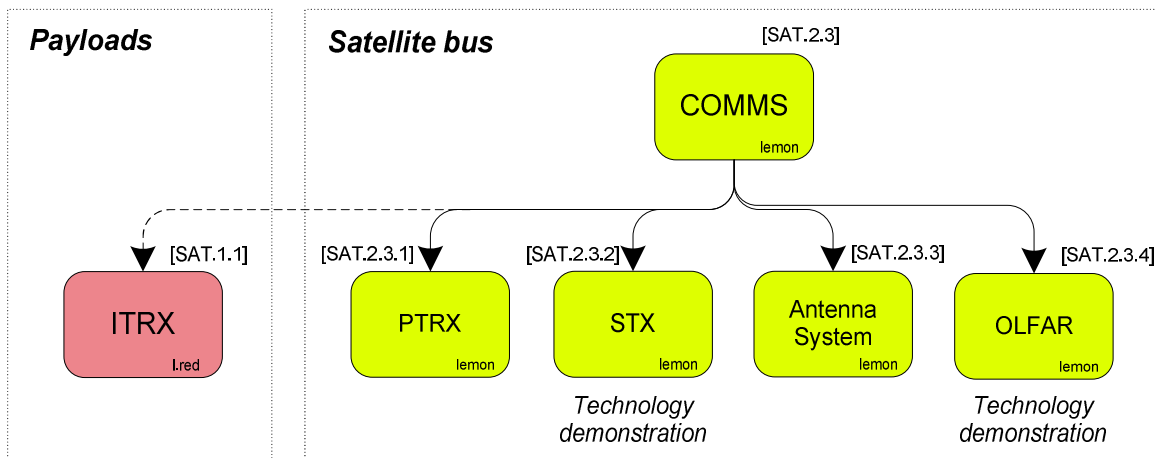 Payloads
Satellite bus
[SAT.2.3]
COMMS
lemon
[SAT.1.1]
[SAT.2.3.1]
[SAT.2.3.2]
[SAT.2.3.3]
[SAT.2.3.4]
ITRX
l.red
PTRX
lemon
STX
lemon
Antenna
System
lemon
OLFAR
lemon
Technology
demonstration
Technology
demonstration